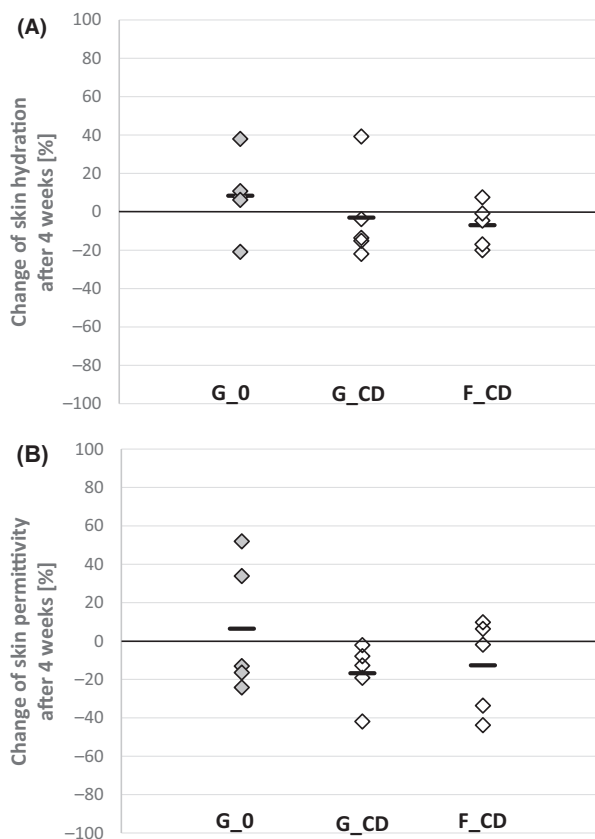 (A)
Change of skin hydration
after 4 weeks [%]
100
80
60
40
20
0
–20
–40
–60
–80
–100
G_0 G_CD F_CD
(B)
Change of skin permittivity
after 4 weeks [%]
100
80
60
40
20
0
–20
–40
–60
–80
–100
G_0 G_CD F_CD